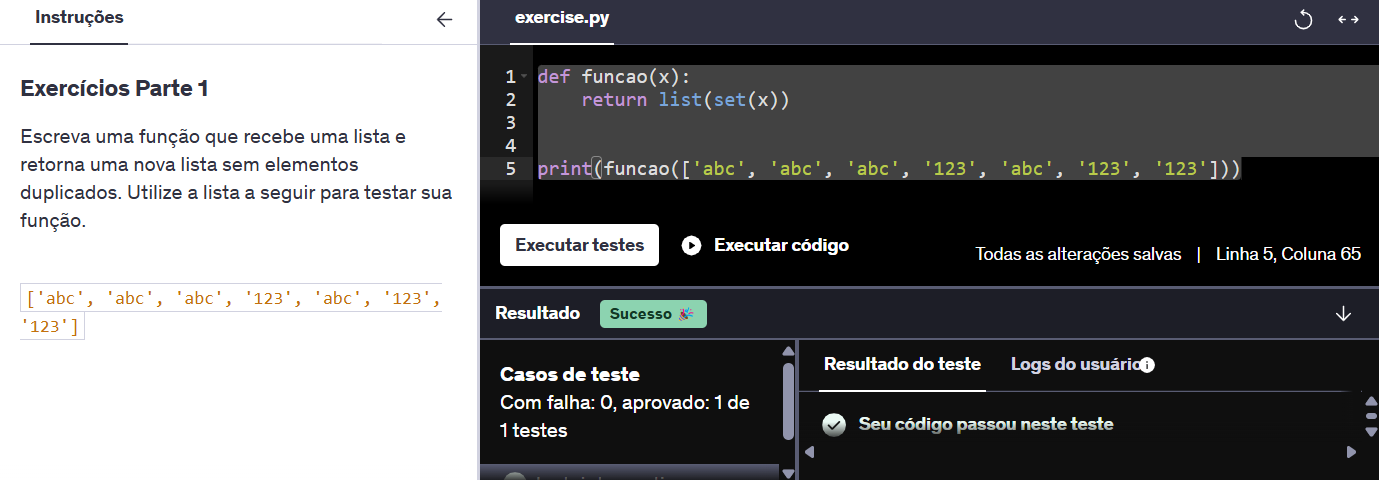 Instruções
Exercícios Parte 1
Escreva uma função que recebe uma lista e
retorna uma nova lista sem elementos
duplicados. Utilize a lista a seguir para testar sua
função.
['abc', 'abc', 'abc', '123', 'abc', '123',
'123']
exercise.py
1 def funcao(x):
2     return list(set(x))
3
4
5 print(funcao(['abc', 'abc', 'abc', '123', 'abc', '123', '123']))
Executar testes
Executar código
Todas as alterações salvas | Linha 5, Coluna 65
Resultado
Sucesso 🎉
Casos de teste
Com falha: 0, aprovado: 1 de
1 testes
Resultado do teste
Logs do usuário
Seu código passou neste teste